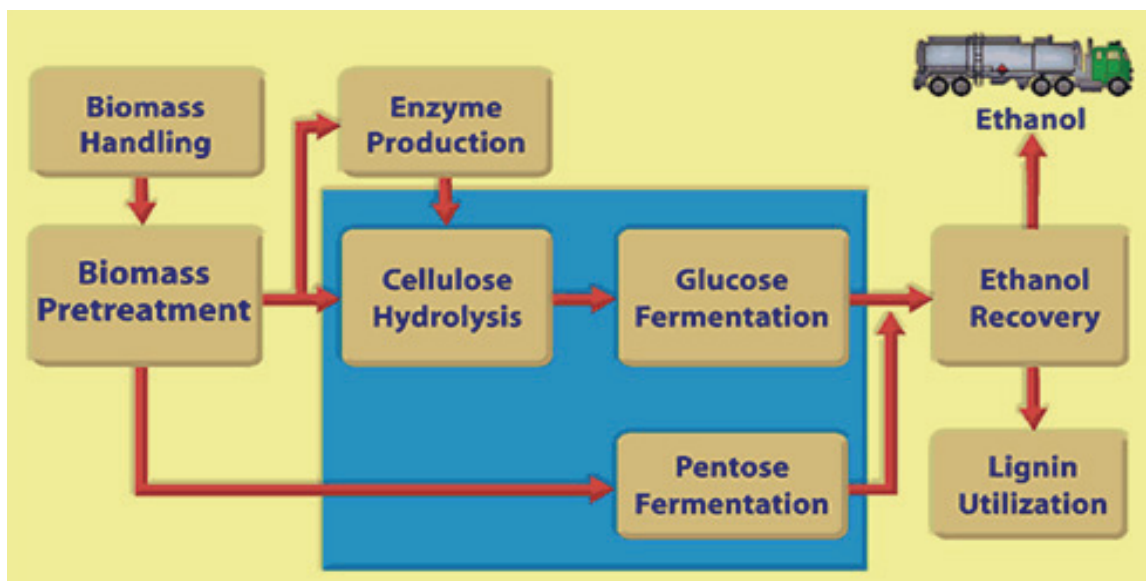 Biomass
Handling
Enzyme
Production
Ethanol
Biomass
Pretreatment
Cellulose
Hydrolysis
Glucose
Fermentation
Ethanol
Recovery
Pentose
Fermentation
Lignin
Utilization